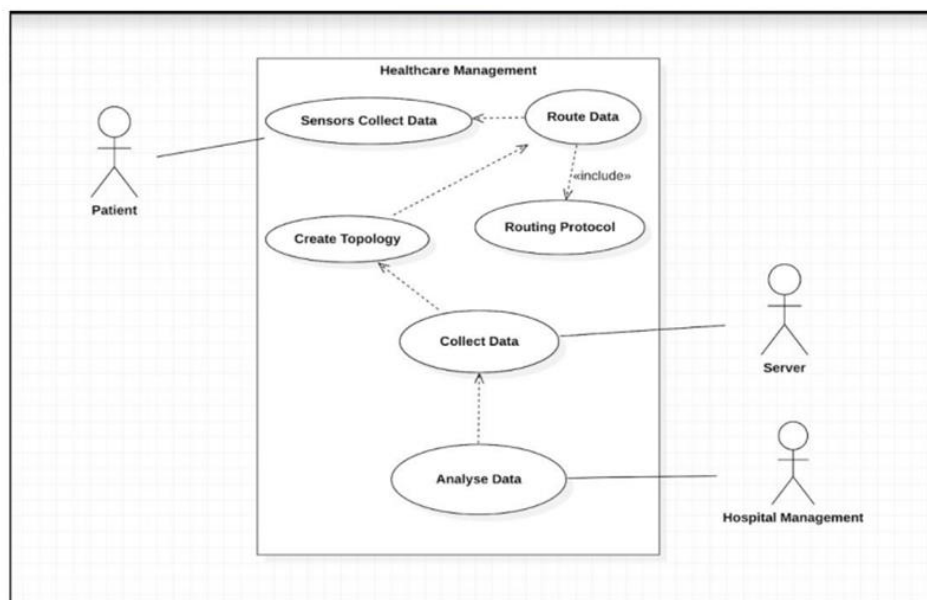 Healthcare Management
Sensors Collect Data
Route Data
«include»
Patient
Create Topology
Routing Protocol
Collect Data
Server
Analyse Data
Hospital Management